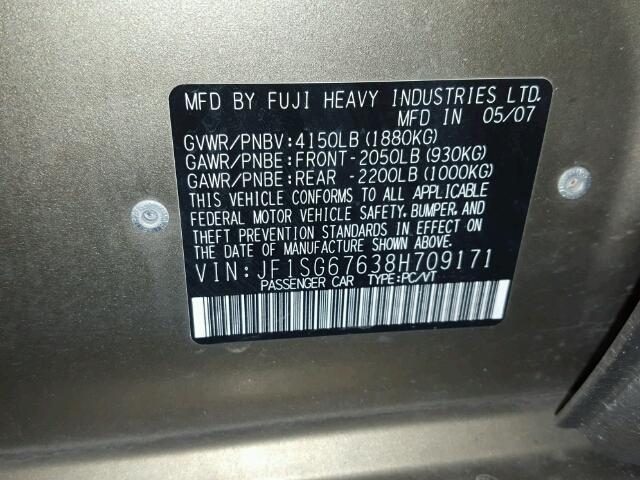 MFD BY FUJI HEAVY INDUSTRIES LTD.
MFD IN 05/07
GVWR/PNBV:4150LB(1880KG)
GAWR/PNBE:FRONT-2050LB(930KG)
GAWR/PNBE:REAR -2200LB(1000KG)
THIS VEHICLE CONFORMS TO ALL APPLICABLE
FEDERAL MOTOR VEHICLE SAFETY. BUMPER, AND
THEFT PREVENTION STANDARDS IN EFFECT ON
THE DATE OF MANUFACTURE SHOWN ABOVE.
VIN:JF1SG67638H709171
PASSENGER CAR TYPE:PC/VT